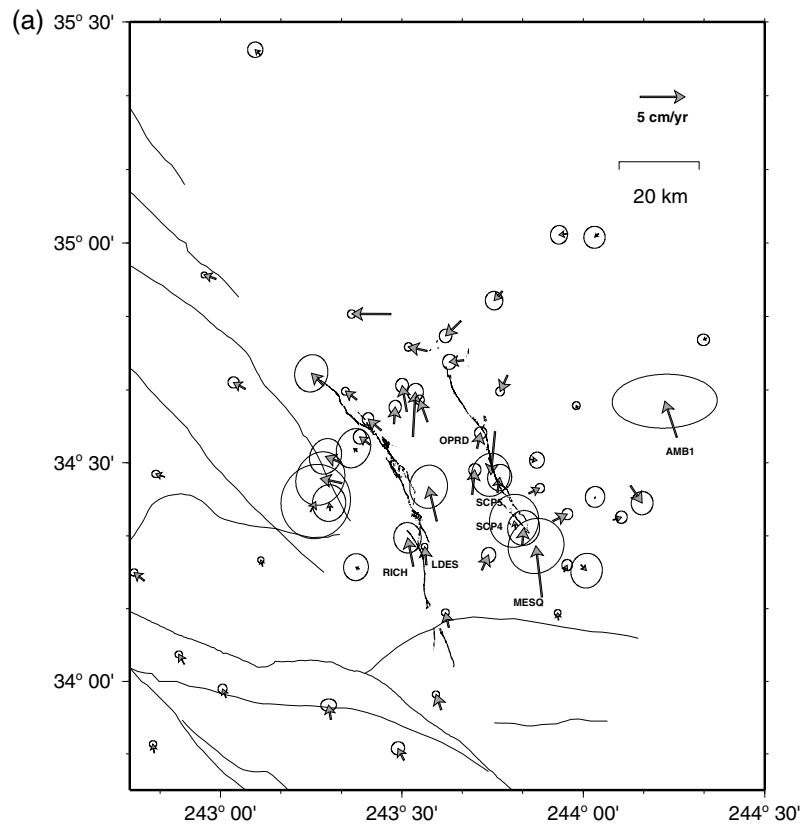 (a)
35° 30'
5 cm/yr
20 km
35° 00'
OPRD
AMB1
34° 30'
SCP5
SCP4
RICH
LDES
MESQ
34° 00'
243° 00'
243° 30'
244° 00'
244° 30'